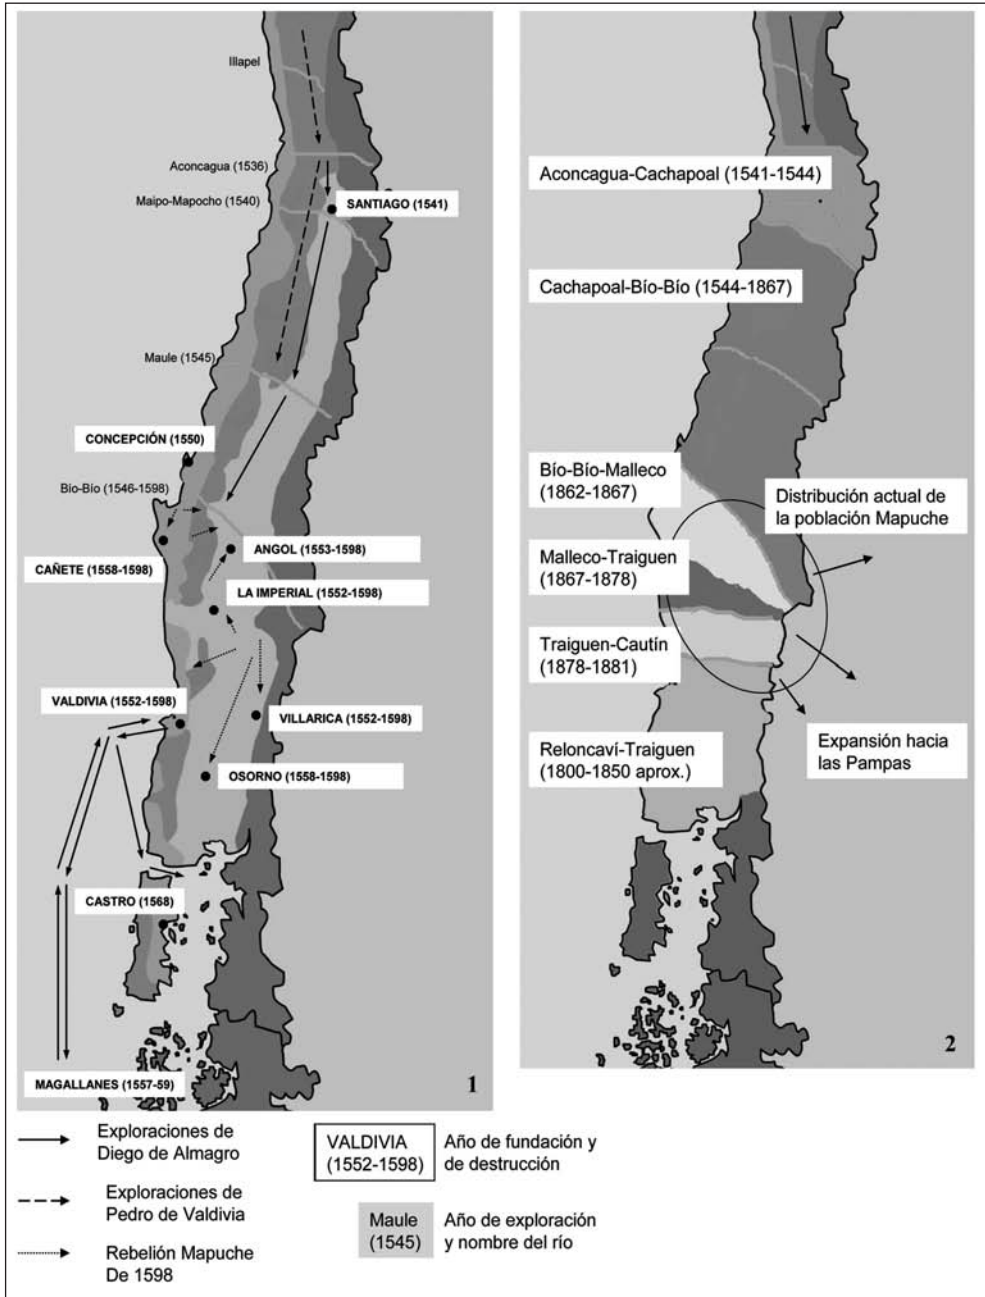 Illapel
Aconcagua (1536)
Maipo-Mapocho (1540)
SANTIAGO (1541)
Maule (1545)
CONCEPCIÓN (1550)
Bío-Bío (1546-1598)
ANGOL (1553-1598)
CAÑETE (1558-1598)
LA IMPERIAL (1552-1598)
VALDIVIA (1552-1598)
VILLARICA (1552-1598)
OSORNO (1558-1598)
CASTRO (1568)
MAGALLANES (1557-59)
1
Aconcagua-Cachapoal (1541-1544)
Cachapoal-Bío-Bío (1544-1867)
Bío-Bío-Malleco
(1862-1867)
Distribución actual de
la población Mapuche
Malleco-Traiguen
(1867-1878)
Traiguen-Cautín
(1878-1881)
Expansión hacia
las Pampas
Reloncaví-Traiguen
(1800-1850 aprox.)
2
Exploraciones de
Diego de Almagro
Exploraciones de
Pedro de Valdivia
Rebelión Mapuche
De 1598
VALDIVIA
(1552-1598)
Año de fundación y
de destrucción
Maule
(1545)
Año de exploración
y nombre del río